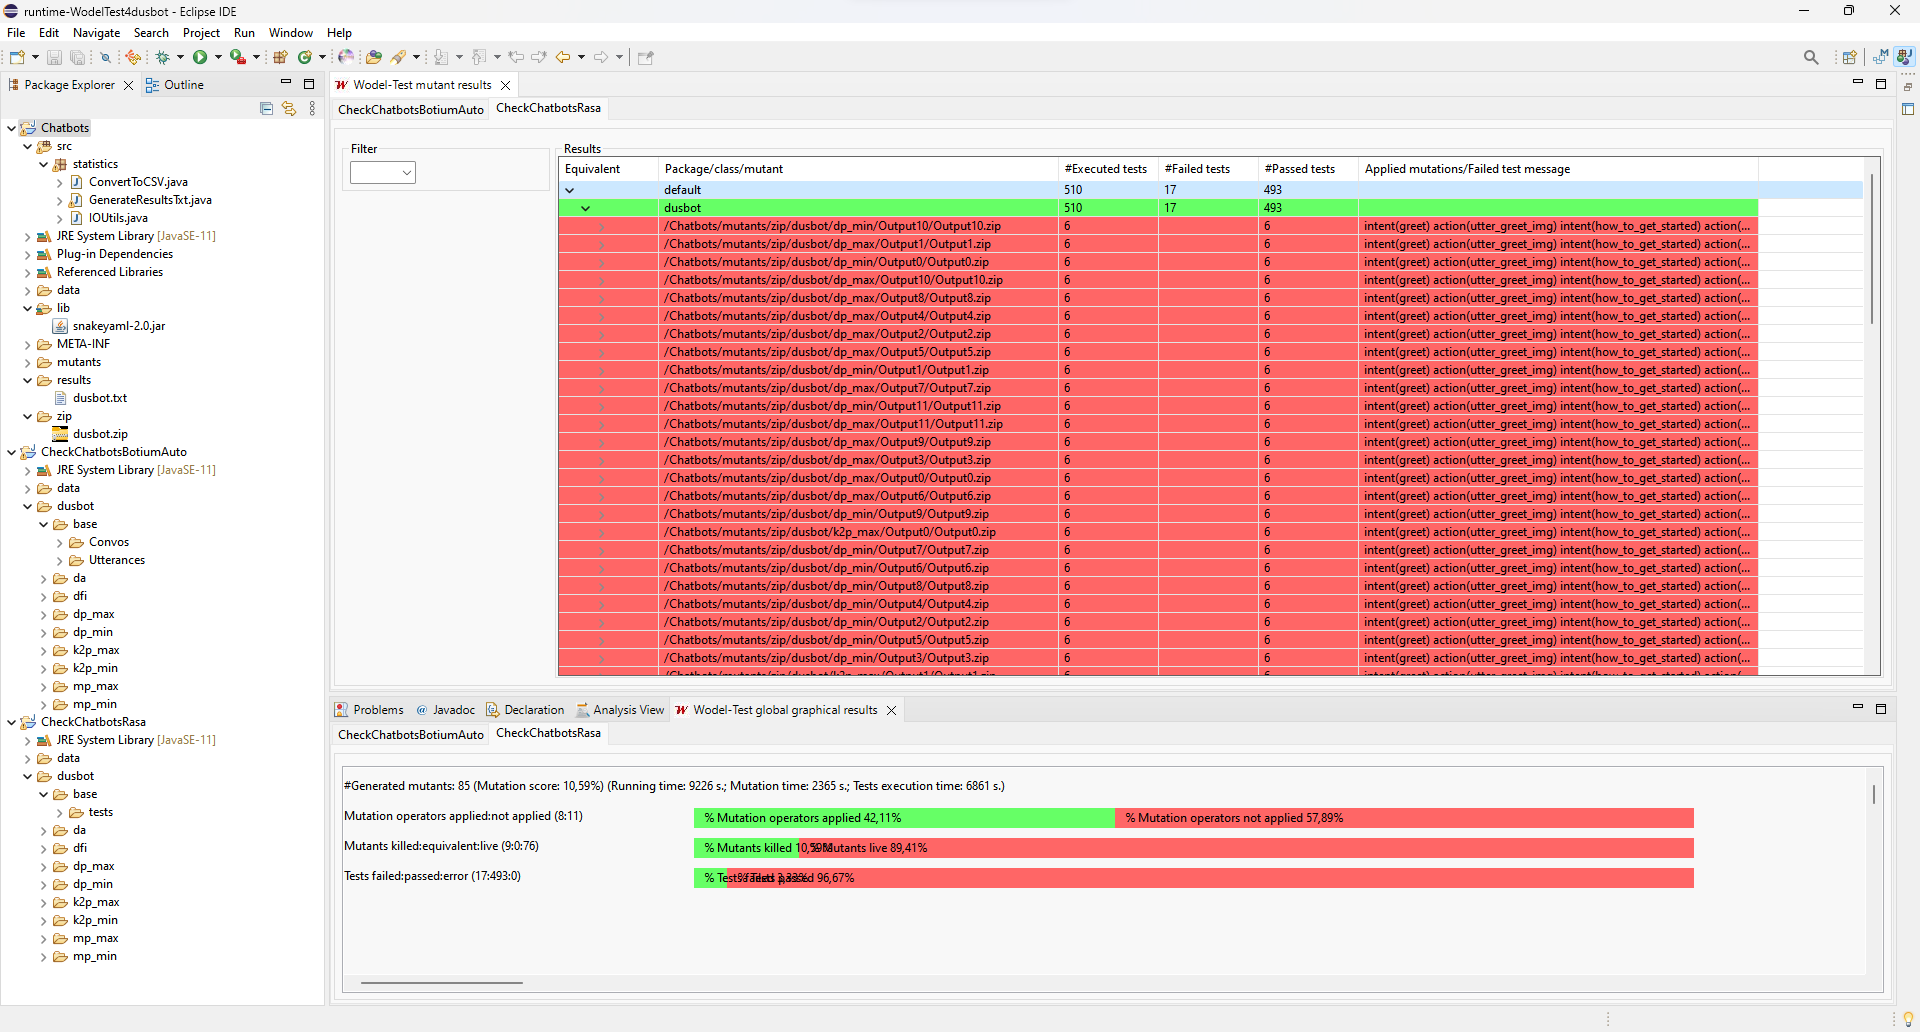 runtime-WodelTest4dusbot - Eclipse IDE
File Edit Navigate Search Project Run Window Help
Package Explorer
Outline
Chatbots
src
statistics
ConvertToCSV.java
GenerateResultsTxt.java
IOUtils.java
JRE System Library [JavaSE-11]
Plug-in Dependencies
Referenced Libraries
data
lib
snakeyaml-2.0.jar
META-INF
mutants
results
dusbot.txt
zip
dusbot.zip
CheckChatbotsBotiumAuto
JRE System Library [JavaSE-11]
data
dusbot
base
Convos
Utterances
da
dfi
dp_max
dp_min
k2p_max
k2p_min
mp_max
mp_min
CheckChatbotsRasa
JRE System Library [JavaSE-11]
data
dusbot
base
tests
da
dfi
dp_max
dp_min
k2p_max
k2p_min
mp_max
mp_min
Wodel-Test mutant results
CheckChatbotsBotiumAuto CheckChatbotsRasa
Filter
Results
Equivalent Package/class/mutant #Executed tests #Failed tests #Passed tests Applied mutations/Failed test message
default 510 17 493
dusbot 510 17 493
/Chatbots/mutants/zip/dusbot/dp_min/Output10/Output10.zip 6 6 intent(greet) action(utter_greet_img) intent(how_to_get_started) action(...
/Chatbots/mutants/zip/dusbot/dp_max/Output1/Output1.zip 6 6 intent(greet) action(utter_greet_img) intent(how_to_get_started) action(...
/Chatbots/mutants/zip/dusbot/dp_min/Output0/Output0.zip 6 6 intent(greet) action(utter_greet_img) intent(how_to_get_started) action(...
/Chatbots/mutants/zip/dusbot/dp_max/Output10/Output10.zip 6 6 intent(greet) action(utter_greet_img) intent(how_to_get_started) action(...
/Chatbots/mutants/zip/dusbot/dp_max/Output8/Output8.zip 6 6 intent(greet) action(utter_greet_img) intent(how_to_get_started) action(...
/Chatbots/mutants/zip/dusbot/dp_max/Output4/Output4.zip 6 6 intent(greet) action(utter_greet_img) intent(how_to_get_started) action(...
/Chatbots/mutants/zip/dusbot/dp_max/Output2/Output2.zip 6 6 intent(greet) action(utter_greet_img) intent(how_to_get_started) action(...
/Chatbots/mutants/zip/dusbot/dp_max/Output5/Output5.zip 6 6 intent(greet) action(utter_greet_img) intent(how_to_get_started) action(...
/Chatbots/mutants/zip/dusbot/dp_min/Output1/Output1.zip 6 6 intent(greet) action(utter_greet_img) intent(how_to_get_started) action(...
/Chatbots/mutants/zip/dusbot/dp_max/Output7/Output7.zip 6 6 intent(greet) action(utter_greet_img) intent(how_to_get_started) action(...
/Chatbots/mutants/zip/dusbot/dp_min/Output11/Output11.zip 6 6 intent(greet) action(utter_greet_img) intent(how_to_get_started) action(...
/Chatbots/mutants/zip/dusbot/dp_max/Output11/Output11.zip 6 6 intent(greet) action(utter_greet_img) intent(how_to_get_started) action(...
/Chatbots/mutants/zip/dusbot/dp_max/Output9/Output9.zip 6 6 intent(greet) action(utter_greet_img) intent(how_to_get_started) action(...
/Chatbots/mutants/zip/dusbot/dp_max/Output3/Output3.zip 6 6 intent(greet) action(utter_greet_img) intent(how_to_get_started) action(...
/Chatbots/mutants/zip/dusbot/dp_max/Output0/Output0.zip 6 6 intent(greet) action(utter_greet_img) intent(how_to_get_started) action(...
/Chatbots/mutants/zip/dusbot/dp_max/Output6/Output6.zip 6 6 intent(greet) action(utter_greet_img) intent(how_to_get_started) action(...
/Chatbots/mutants/zip/dusbot/dp_min/Output9/Output9.zip 6 6 intent(greet) action(utter_greet_img) intent(how_to_get_started) action(...
/Chatbots/mutants/zip/dusbot/k2p_max/Output0/Output0.zip 6 6 intent(greet) action(utter_greet_img) intent(how_to_get_started) action(...
/Chatbots/mutants/zip/dusbot/dp_min/Output7/Output7.zip 6 6 intent(greet) action(utter_greet_img) intent(how_to_get_started) action(...
/Chatbots/mutants/zip/dusbot/dp_min/Output6/Output6.zip 6 6 intent(greet) action(utter_greet_img) intent(how_to_get_started) action(...
/Chatbots/mutants/zip/dusbot/dp_min/Output8/Output8.zip 6 6 intent(greet) action(utter_greet_img) intent(how_to_get_started) action(...
/Chatbots/mutants/zip/dusbot/dp_min/Output4/Output4.zip 6 6 intent(greet) action(utter_greet_img) intent(how_to_get_started) action(...
/Chatbots/mutants/zip/dusbot/dp_min/Output2/Output2.zip 6 6 intent(greet) action(utter_greet_img) intent(how_to_get_started) action(...
/Chatbots/mutants/zip/dusbot/dp_min/Output5/Output5.zip 6 6 intent(greet) action(utter_greet_img) intent(how_to_get_started) action(...
/Chatbots/mutants/zip/dusbot/dp_min/Output3/Output3.zip 6 6 intent(greet) action(utter_greet_img) intent(how_to_get_started) action(...
Problems Javadoc Declaration Analysis View Wodel-Test global graphical results
CheckChatbotsBotiumAuto CheckChatbotsRasa
#Generated mutants: 85 (Mutation score: 10,59%) (Running time: 9226 s.; Mutation time: 2365 s.; Tests execution time: 6861 s.)
Mutation operators applied:not applied (8:11) % Mutation operators applied 42,11% % Mutation operators not applied 57,89%
Mutants killed:equivalent:live (9:0:76) % Mutants killed 10,59% % Mutants live 89,41%
Tests failed:passed:error (17:493:0) % Tests failed 3,33% % Tests passed 96,67%